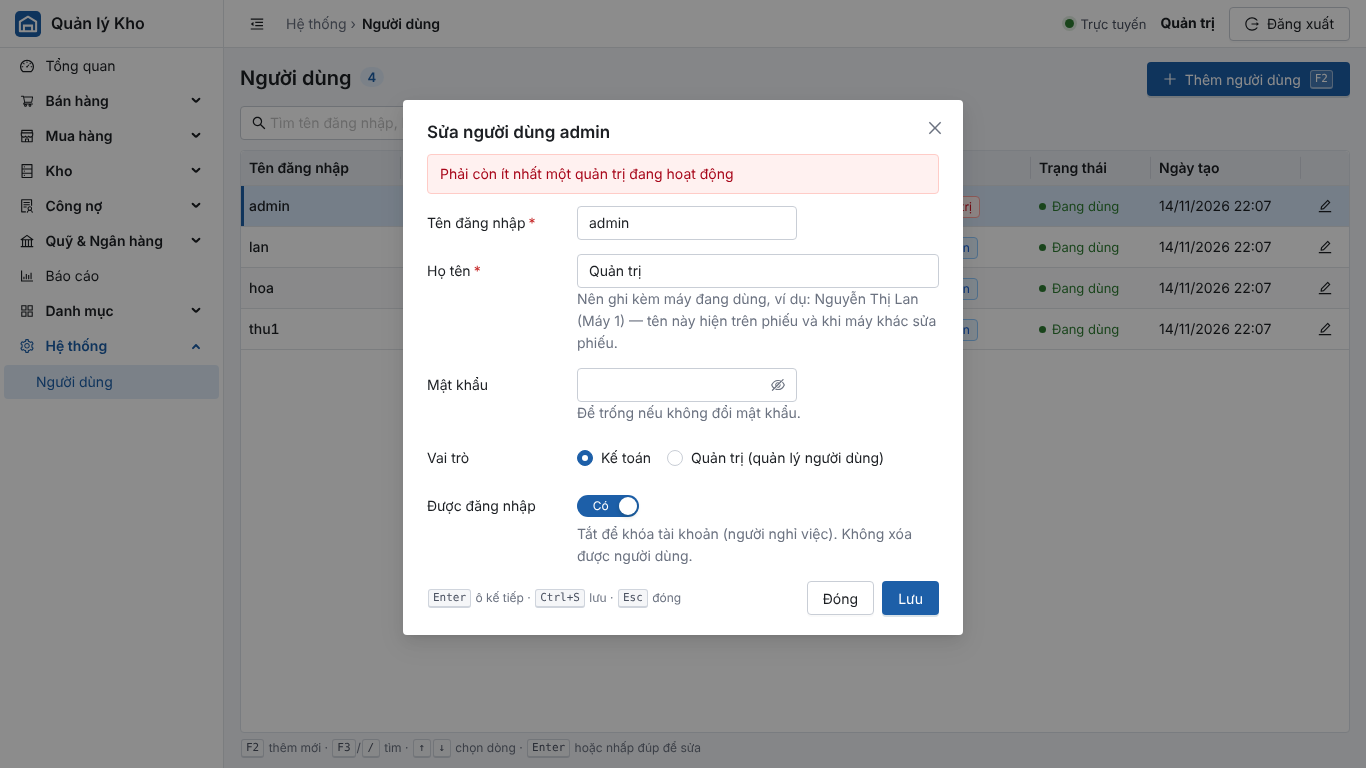 Quản lý Kho
Hệ thống › Người dùng
Trực tuyến
Quản trị
Đăng xuất
Tổng quan
Bán hàng
Mua hàng
Kho
Công nợ
Quỹ & Ngân hàng
Báo cáo
Danh mục
Hệ thống
Người dùng
Người dùng 4
Thêm người dùng F2
Tìm tên đăng nhập,
Tên đăng nhập
Trạng thái
Ngày tạo
admin
Đang dùng
14/11/2026 22:07
lan
Đang dùng
14/11/2026 22:07
hoa
Đang dùng
14/11/2026 22:07
thu1
Đang dùng
14/11/2026 22:07
Sửa người dùng admin
Phải còn ít nhất một quản trị đang hoạt động
Tên đăng nhập *
admin
Họ tên *
Quản trị
Nên ghi kèm máy đang dùng, ví dụ: Nguyễn Thị Lan
(Máy 1) — tên này hiện trên phiếu và khi máy khác sửa
phiếu.
Mật khẩu
Để trống nếu không đổi mật khẩu.
Vai trò
Kế toán
Quản trị (quản lý người dùng)
Được đăng nhập
Có
Tắt để khóa tài khoản (người nghỉ việc). Không xóa
được người dùng.
Enter ô kế tiếp · Ctrl+S lưu · Esc đóng
Đóng
Lưu
F2 thêm mới · F3 / / tìm · ↑ ↓ chọn dòng · Enter hoặc nhấp đúp để sửa